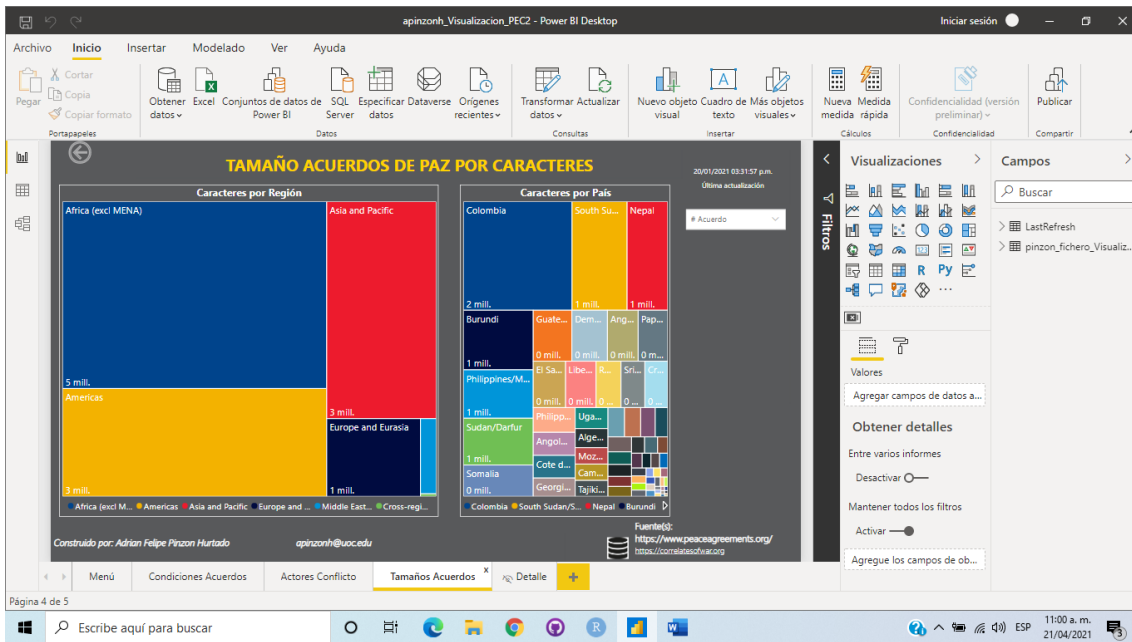 apinzonh_Visualizacion_PEC2 - Power BI Desktop
Iniciar sesión
Archivo Inicio Insertar Modelado Ver Ayuda
Pegar
Cortar
Copia
Copiar formato
Portapapeles
Obtener datos
Excel
Conjuntos de datos de Power BI
SQL Server
Especificar datos
Dataverse
Orígenes recientes
Datos
Transformar datos
Actualizar
Consultas
Nuevo objeto visual
Cuadro de texto
Más objetos visuales
Insertar
Nueva medida
Medida rápida
Cálculos
Confidencialidad (versión preliminar)
Confidencialidad
Publicar
Compartir
TAMAÑO ACUERDOS DE PAZ POR CARACTERES
20/01/2021 03:31:57 p.m.
Última actualización
# Acuerdo
Caracteres por Región
Africa (excl MENA)
5 mill.
Americas
3 mill.
Asia and Pacific
3 mill.
Europe and Eurasia
1 mill.
Africa (excl M... Americas Asia and Pacific Europe and ... Middle East... Cross-regi...
Caracteres por País
Colombia
2 mill.
South Su...
1 mill.
Nepal
1 mill.
Burundi
1 mill.
Philippines/M...
1 mill.
Sudan/Darfur
1 mill.
Somalia
0 mill.
Guate...
0 mill.
Dem...
0 mill.
Ang...
0 mill.
Pap...
0 m...
El Sa...
0 mill.
Libe...
0 mill.
R...
0 ...
Sri...
0 ...
Cr...
0 ...
Philipp...
Angol...
Cote d...
Georgi...
Uga...
Alge...
Moz...
Cam...
Tajiki...
Colombia South Sudan/S... Nepal Burundi
Construido por: Adrian Felipe Pinzon Hurtado
apinzonh@uoc.edu
Fuente(s):
https://www.peaceagreements.org/
https://correlatesofwar.org
Filtros
Visualizaciones
R Py
Valores
Agregar campos de datos a...
Obtener detalles
Entre varios informes
Desactivar
Mantener todos los filtros
Activar
Agregue los campos de ob...
Campos
Buscar
LastRefresh
pinzon_fichero_Visualiz...
Menú Condiciones Acuerdos Actores Conflicto Tamaños Acuerdos x Detalle +
Página 4 de 5
Escribe aquí para buscar
ESP
11:00 a. m.
21/04/2021
3